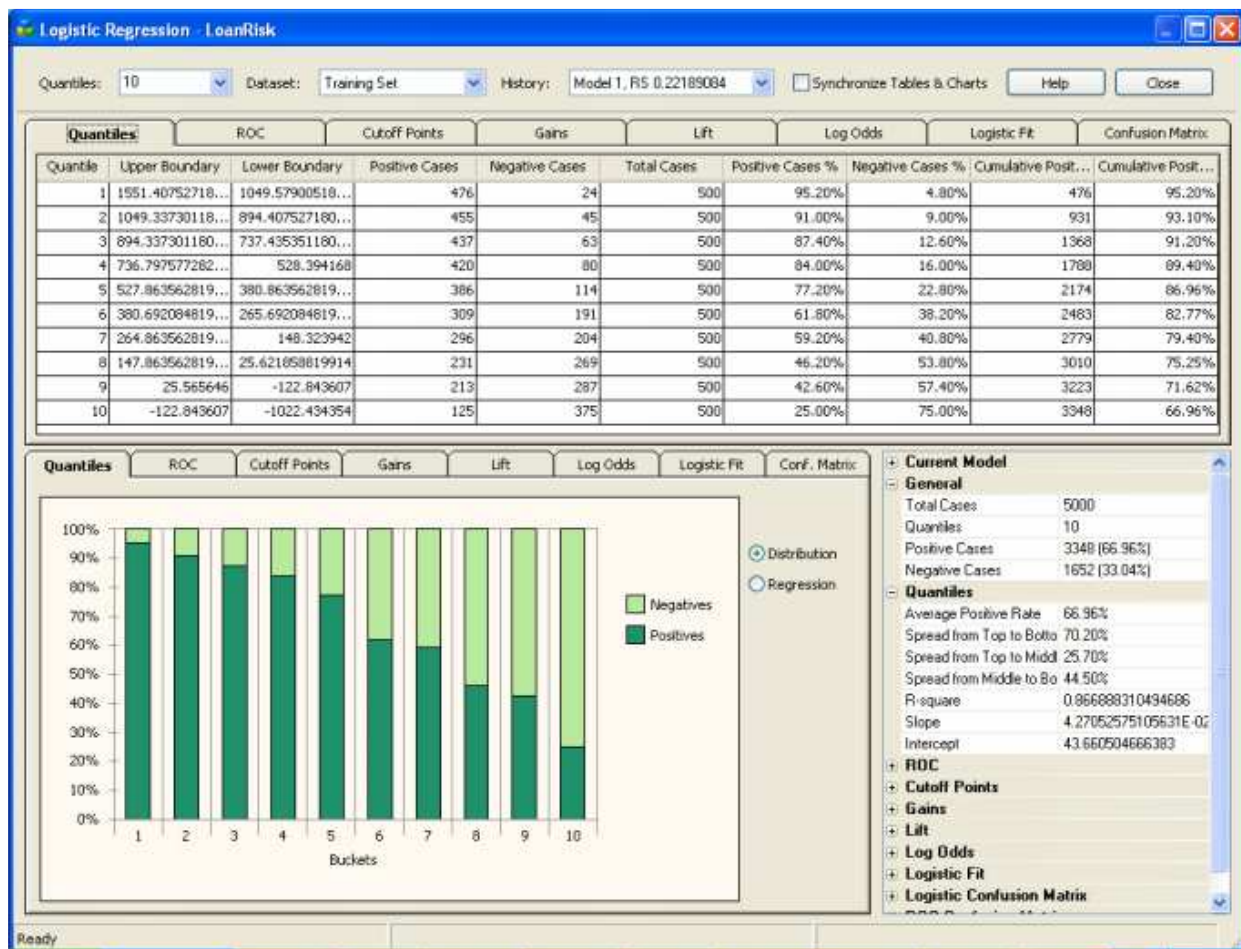 Logistic Regression - LoanRisk
Quantiles: 10 Dataset: Training Set History: Model 1, RS 0.22189084 Synchronize Tables & Charts Help Close
Quantiles ROC Cutoff Points Gains Lift Log Odds Logistic Fit Confusion Matrix
Quantile Upper Boundary Lower Boundary Positive Cases Negative Cases Total Cases Positive Cases % Negative Cases % Cumulative Posit... Cumulative Posit...
1 1551.40752718... 1049.57900518... 476 24 500 95.20% 4.80% 476 95.20%
2 1049.33730118... 894.407527180... 455 45 500 91.00% 9.00% 931 93.10%
3 894.337301180... 737.435351180... 437 63 500 87.40% 12.60% 1368 91.20%
4 736.797577282... 528.394168 420 80 500 84.00% 16.00% 1788 89.40%
5 527.863562819... 380.863562819... 386 114 500 77.20% 22.80% 2174 86.96%
6 380.692084819... 265.692084819... 309 191 500 61.80% 38.20% 2483 82.77%
7 264.863562819... 148.323942 296 204 500 59.20% 40.80% 2779 79.40%
8 147.863562819... 25.621858819914 231 269 500 46.20% 53.80% 3010 75.25%
9 25.565646 -122.843607 213 287 500 42.60% 57.40% 3223 71.62%
10 -122.843607 -1022.434354 125 375 500 25.00% 75.00% 3348 66.96%
Quantiles ROC Cutoff Points Gains Lift Log Odds Logistic Fit Conf. Matrix
100%
90%
80%
70%
60%
50%
40%
30%
20%
10%
0%
1 2 3 4 5 6 7 8 9 10
Buckets
Negatives
Positives
Distribution
Regression
Current Model
General
Total Cases 5000
Quantiles 10
Positive Cases 3348 (66.96%)
Negative Cases 1652 (33.04%)
Quantiles
Average Positive Rate 66.96%
Spread from Top to Botto 70.20%
Spread from Top to Middl 25.70%
Spread from Middle to Bo 44.50%
R-square 0.866888310494686
Slope 4.27052575105631E-02
Intercept 43.660504666383
ROC
Cutoff Points
Gains
Lift
Log Odds
Logistic Fit
Logistic Confusion Matrix
Ready